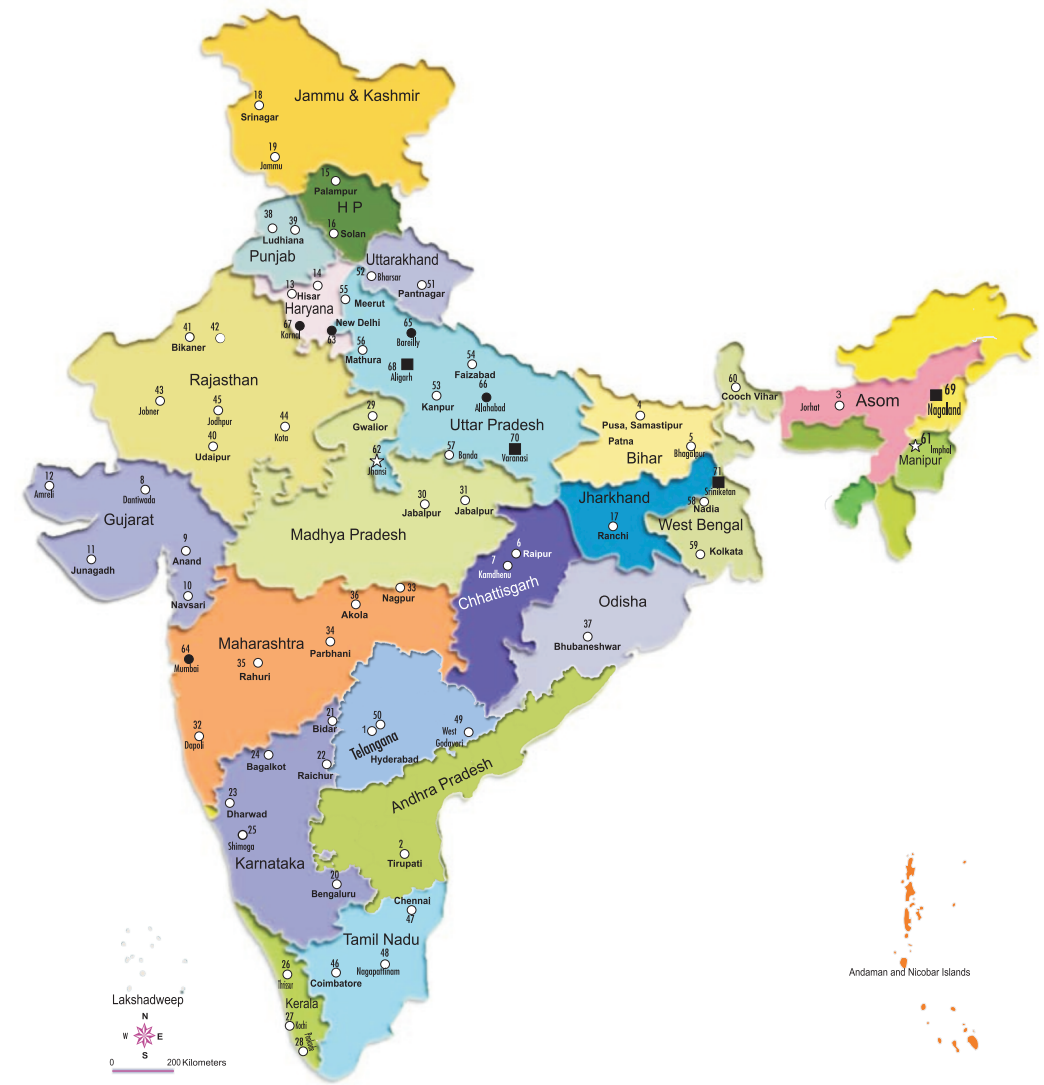 18
Jammu & Kashmir
Srinagar
19
Jammu
15
Palampur
H P
38
39
16
Solan
Ludhiana
Punjab
Uttarakhand
14
52
Bharsar
51
13
Hisar
55
Pantnagar
Haryana
Meerut
67
New Delhi
65
Karnal
63
Bareilly
41
42
Bikaner
56
Mathura
54
68
Faizabad
Aligarh
Rajasthan
66
60
Cooch Vihar
43
Jobner
45
Jodhpur
53
Kanpur
Allahabad
3
Jorhat
Asom
69
Nagaland
44
Kota
29
Gwalior
4
Uttar Pradesh
Pusa, Samastipur
40
Udaipur
62
Jhansi
57
Banda
70
Varanasi
Patna
5
Bihar
Bhagalpur
61
Imphal
Manipur
12
Amreli
8
Dantiwada
71
Sriniketan
Jharkhand
30
Jabalpur
31
Jabalpur
58
Nadia
Gujarat
17
Ranchi
West Bengal
Madhya Pradesh
9
Anand
11
Junagadh
6
Raipur
7
Kamdhenu
59
Kolkata
10
Navsari
33
Nagpur
Chhattisgarh
36
Akola
Odisha
Maharashtra
34
Parbhani
37
Bhubaneshwar
64
Mumbai
35
Rahuri
21
Bidar
50
1
49
West
Godavari
32
Dapoli
Telangana
Hyderabad
24
Bagalkot
22
Raichur
Andhra Pradesh
23
Dharwad
25
Shimoga
2
Tirupati
Karnataka
20
Bengaluru
Chennai
47
Tamil Nadu
48
Nagapattinam
26
Thrissur
46
Coimbatore
Andaman and Nicobar Islands
Lakshadweep
Kerala
N
27
Kochi
W
E
28
S
0
200 Kilometers